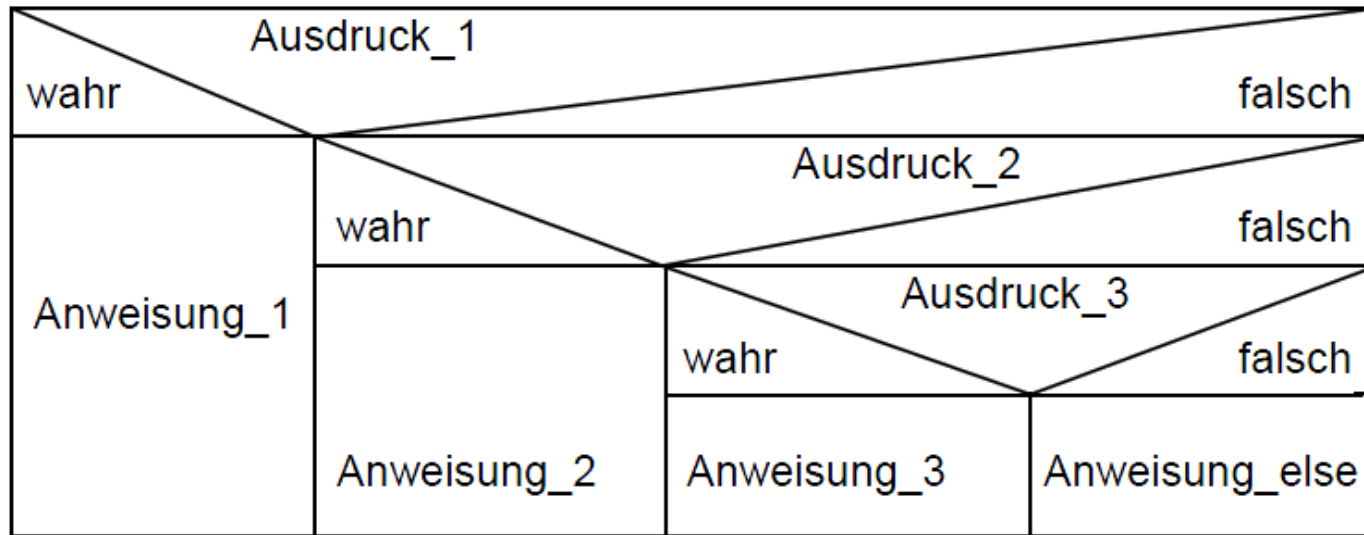 Ausdruck_1
wahr
falsch
Ausdruck_2
wahr
falsch
Anweisung_1
Ausdruck_3
wahr
falsch
Anweisung_2
Anweisung_3
Anweisung_else